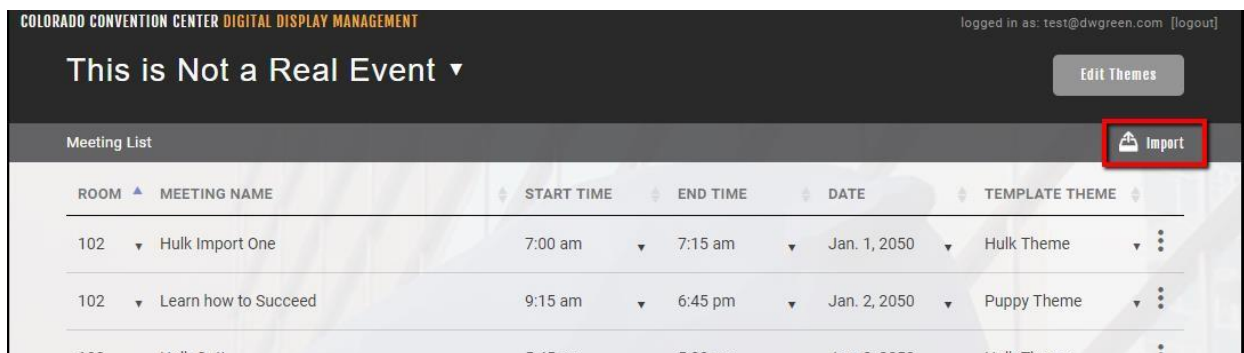 COLORADO CONVENTION CENTER DIGITAL DISPLAY MANAGEMENT logged in as: test@dwgreen.com [logout]
This is Not a Real Event ▼ Edit Themes
Meeting List Import
ROOM MEETING NAME START TIME END TIME DATE TEMPLATE THEME
102 Hulk Import One 7:00 am 7:15 am Jan. 1, 2050 Hulk Theme
102 Learn how to Succeed 9:15 am 6:45 pm Jan. 2, 2050 Puppy Theme